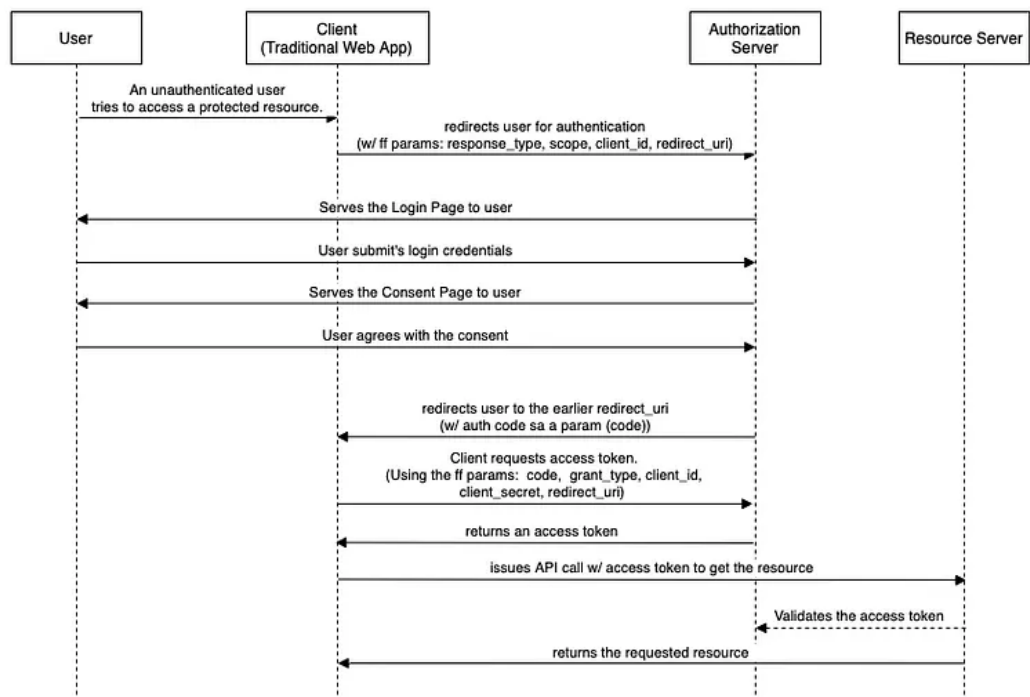 User
Client
(Traditional Web App)
Authorization
Server
Resource Server
An unauthenticated user
tries to access a protected resource.
redirects user for authentication
(w/ ff params: response_type, scope, client_id, redirect_uri)
Serves the Login Page to user
User submit's login credentials
Serves the Consent Page to user
User agrees with the consent
redirects user to the earlier redirect_uri
(w/ auth code sa a param (code))
Client requests access token.
(Using the ff params:  code,  grant_type, client_id,
client_secret, redirect_uri)
returns an access token
issues API call w/ access token to get the resource
Validates the access token
returns the requested resource